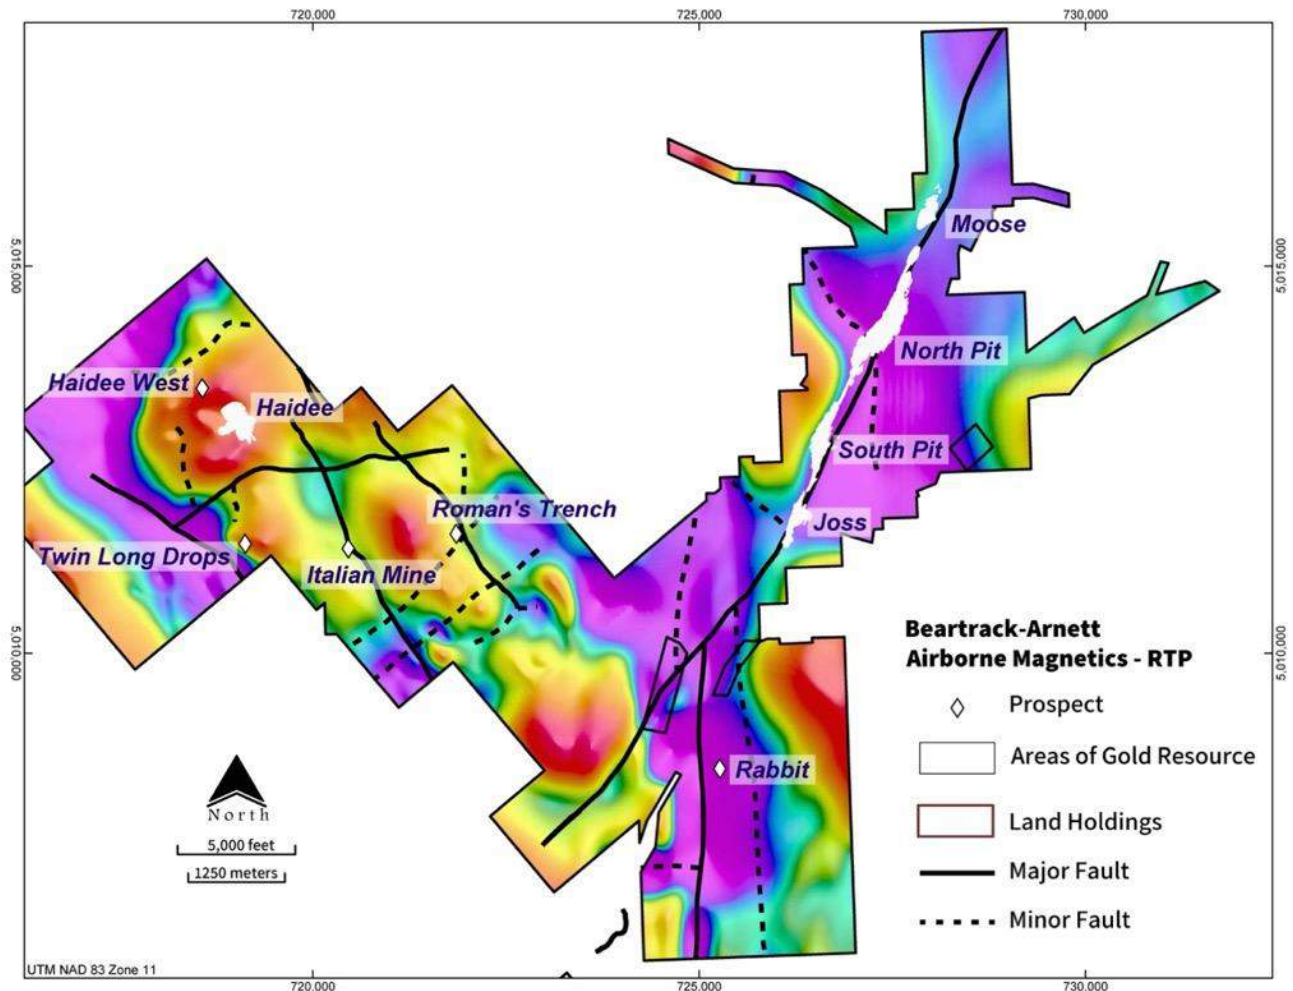 720.000
725.000
730.000
5,015.000
5,015.000
Moose
North Pit
Haidee West
Haidee
South Pit
Roman's Trench
Joss
Twin Long Drops
Italian Mine
5,010.000
5,010.000
Beartrack-Arnett
Airborne Magnetics - RTP
Prospect
Areas of Gold Resource
Rabbit
Land Holdings
North
5,000 feet
1250 meters
Major Fault
Minor Fault
UTM NAD 83 Zone 11
720.000
725.000
730.000